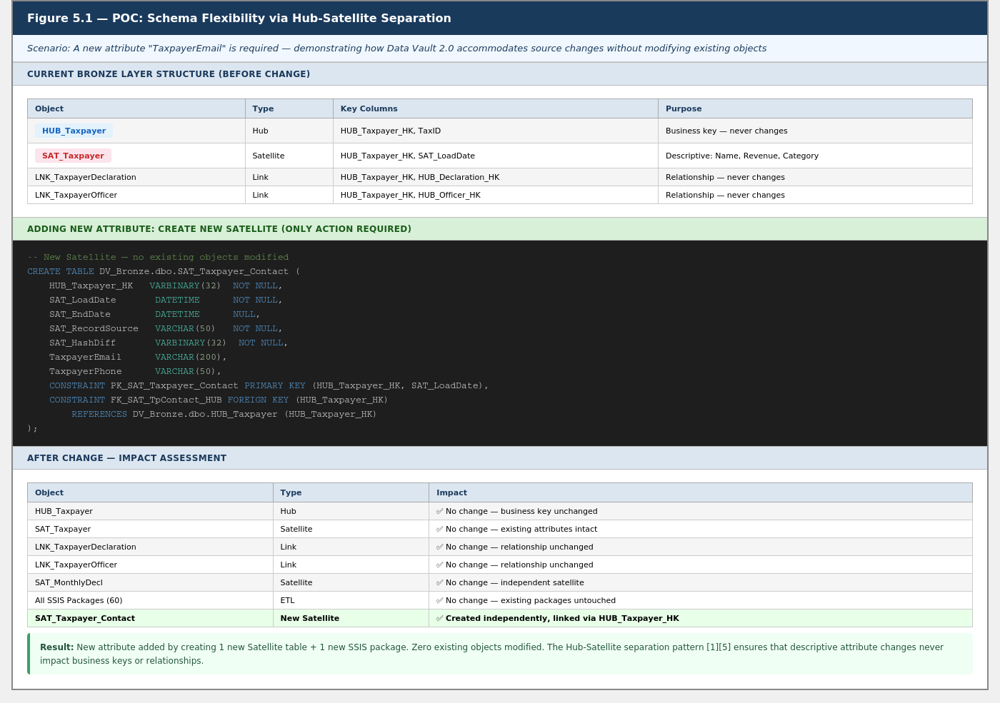 Figure 5.1 — POC: Schema Flexibility via Hub-Satellite Separation
Scenario: A new attribute "TaxpayerEmail" is required — demonstrating how Data Vault 2.0 accommodates source changes without modifying existing objects
CURRENT BRONZE LAYER STRUCTURE (BEFORE CHANGE)
Object Type Key Columns Purpose
HUB_Taxpayer Hub HUB_Taxpayer_HK, TaxID Business key — never changes
SAT_Taxpayer Satellite HUB_Taxpayer_HK, SAT_LoadDate Descriptive: Name, Revenue, Category
LNK_TaxpayerDeclaration Link HUB_Taxpayer_HK, HUB_Declaration_HK Relationship — never changes
LNK_TaxpayerOfficer Link HUB_Taxpayer_HK, HUB_Officer_HK Relationship — never changes
ADDING NEW ATTRIBUTE: CREATE NEW SATELLITE (ONLY ACTION REQUIRED)
-- New Satellite — no existing objects modified
CREATE TABLE DV_Bronze.dbo.SAT_Taxpayer_Contact (
HUB_Taxpayer_HK VARBINARY(32) NOT NULL,
SAT_LoadDate DATETIME NOT NULL,
SAT_EndDate DATETIME NULL,
SAT_RecordSource VARCHAR(50) NOT NULL,
SAT_HashDiff VARBINARY(32) NOT NULL,
TaxpayerEmail VARCHAR(200),
TaxpayerPhone VARCHAR(50),
CONSTRAINT PK_SAT_Taxpayer_Contact PRIMARY KEY (HUB_Taxpayer_HK, SAT_LoadDate),
CONSTRAINT FK_SAT_TpContact_HUB FOREIGN KEY (HUB_Taxpayer_HK)
REFERENCES DV_Bronze.dbo.HUB_Taxpayer (HUB_Taxpayer_HK)
);
AFTER CHANGE — IMPACT ASSESSMENT
Object Type Impact
HUB_Taxpayer Hub ✅ No change — business key unchanged
SAT_Taxpayer Satellite ✅ No change — existing attributes intact
LNK_TaxpayerDeclaration Link ✅ No change — relationship unchanged
LNK_TaxpayerOfficer Link ✅ No change — relationship unchanged
SAT_MonthlyDecl Satellite ✅ No change — independent satellite
All SSIS Packages (60) ETL ✅ No change — existing packages untouched
SAT_Taxpayer_Contact New Satellite ✅ Created independently, linked via HUB_Taxpayer_HK
Result: New attribute added by creating 1 new Satellite table + 1 new SSIS package. Zero existing objects modified. The Hub-Satellite separation pattern [1][5] ensures that descriptive attribute changes never
impact business keys or relationships.